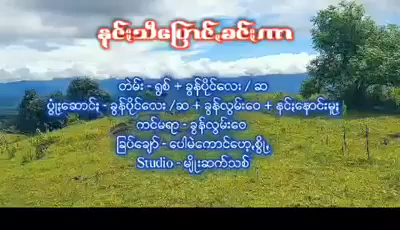 နုင်ႏသီꩻပြောင်ႏခင်ႏကာ
တဲမ်း - ရွစ် + ခွန်ပိုင်လေး / ဆ
ပွုံႏဆောင်ႏ - ခွန်ပိုင်လေး /ဆ + ခွန်လွမ်းဝေ + နင်ႏနောင်ႏမူႏ
ကင်မရာ - ခွန်လွမ်းဝေ
ခြပ်ချော် - ပေါမဲကောင်ဟေ့ႇစွိုႇ
Studio - မျိုးဆက်သစ်